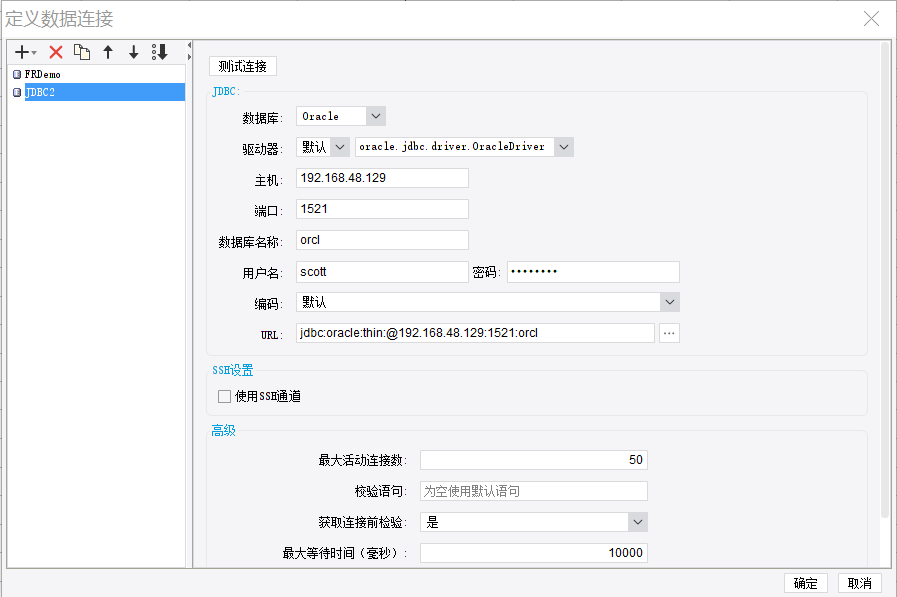 定义数据连接
FRDemo
JDBC2
测试连接
JDBC:
数据库: Oracle
驱动器: 默认 oracle.jdbc.driver.OracleDriver
主机: 192.168.48.129
端口: 1521
数据库名称: orcl
用户名: scott 密码: ••••••••
编码: 默认
URL: jdbc:oracle:thin:@192.168.48.129:1521:orcl ...
SSH设置
使用SSH通道
高级
最大活动连接数: 50
校验语句: 为空使用默认语句
获取连接前检验: 是
最大等待时间（毫秒）: 10000
确定 取消